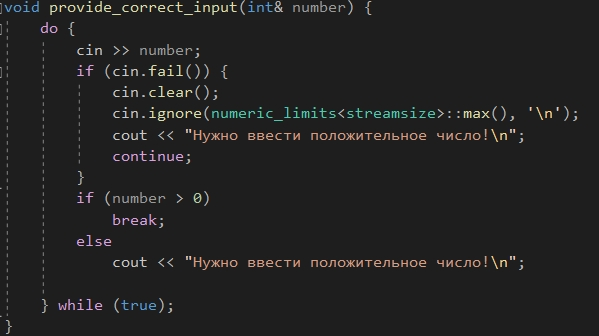 void provide_correct_input(int& number) {
do {
cin >> number;
if (cin.fail()) {
cin.clear();
cin.ignore(numeric_limits<streamsize>::max(), '\n');
cout << "Нужно ввести положительное число!\n";
continue;
}
if (number > 0)
break;
else
cout << "Нужно ввести положительное число!\n";
} while (true);
}